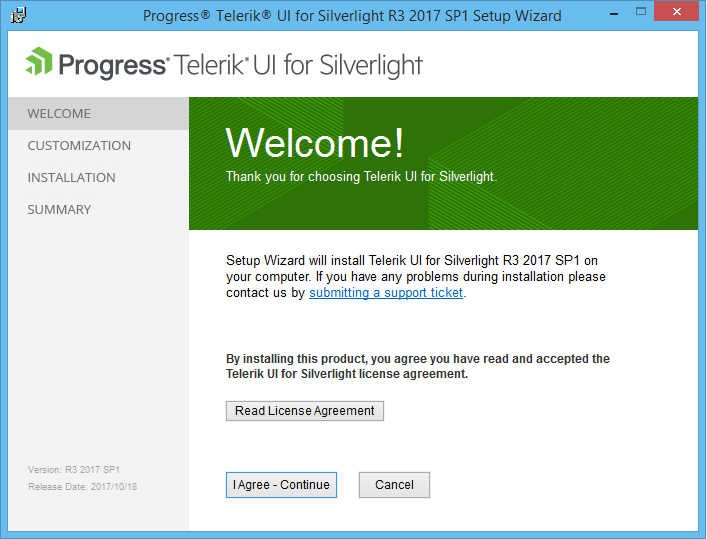 Progress® Telerik® UI for Silverlight R3 2017 SP1 Setup Wizard
Progress® Telerik® UI for Silverlight
WELCOME
CUSTOMIZATION
INSTALLATION
SUMMARY
Welcome!
Thank you for choosing Telerik UI for Silverlight.
Setup Wizard will install Telerik UI for Silverlight R3 2017 SP1 on
your computer. If you have any problems during installation please
contact us by submitting a support ticket.
By installing this product, you agree you have read and accepted the
Telerik UI for Silverlight license agreement.
Read License Agreement
Version: R3 2017 SP1
Release Date: 2017/10/18
I Agree - Continue
Cancel